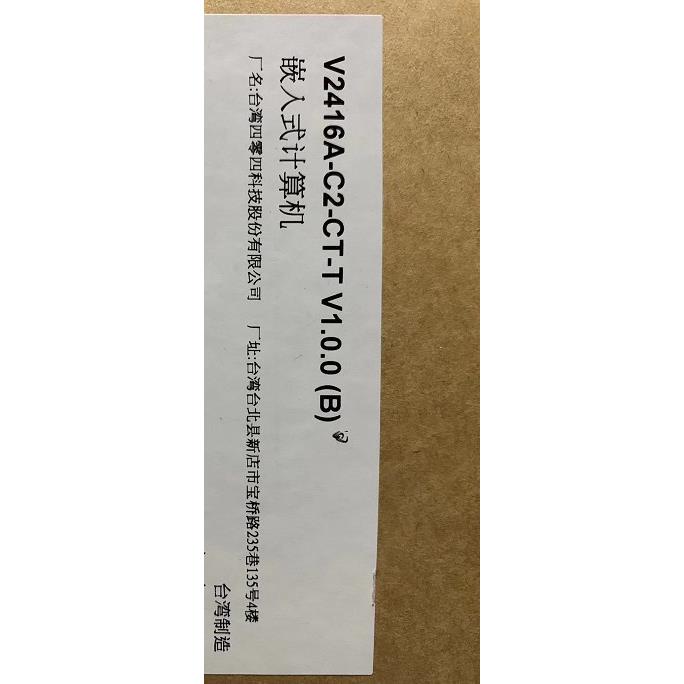 V2416A-C2-CT-T V1.0.0 (B)
嵌入式计算机
厂名:台湾四零四科技股份有限公司 厂址:台湾台北县新店市宝桥路235巷135号4楼
台湾制造